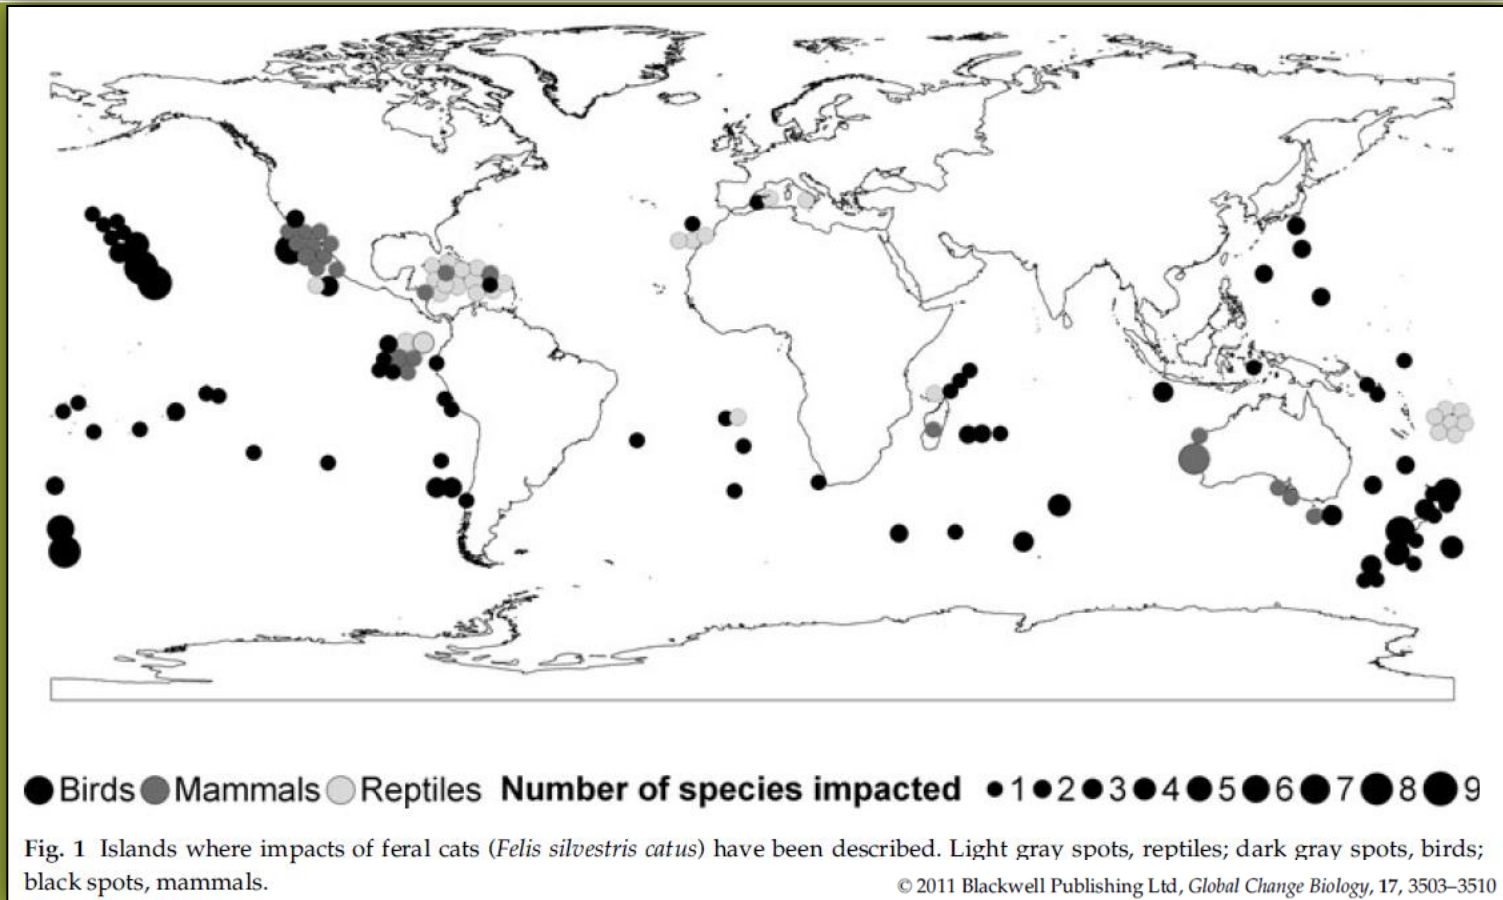 Birds Mammals Reptiles Number of species impacted 1 2 3 4 5 6 7 8 9
Fig. 1 Islands where impacts of feral cats (Felis silvestris catus) have been described. Light gray spots, reptiles; dark gray spots, birds;
black spots, mammals.
© 2011 Blackwell Publishing Ltd, Global Change Biology, 17, 3503–3510